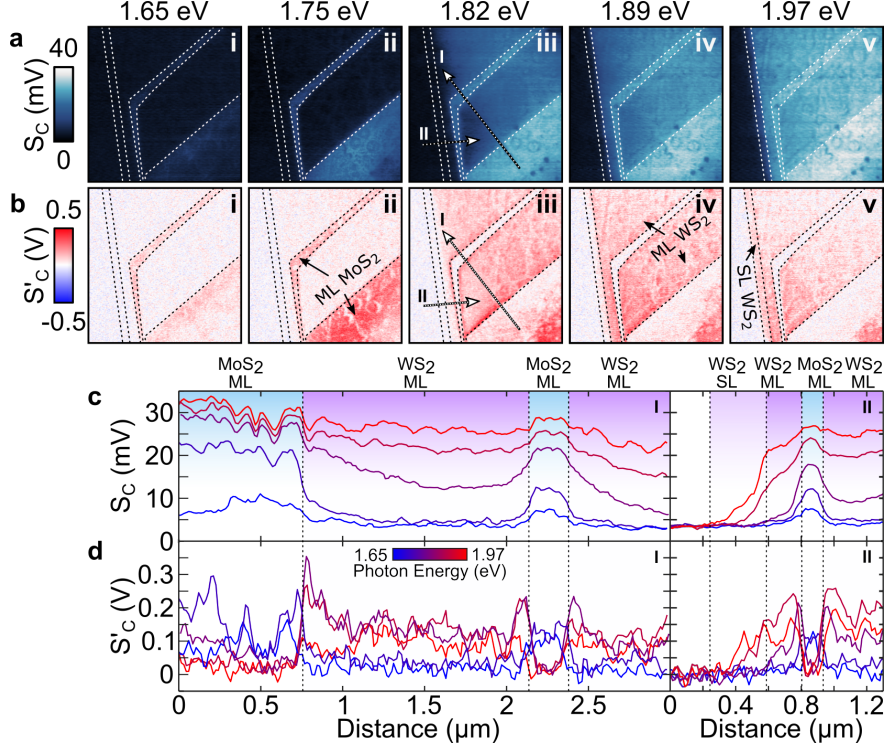 1.65 eV 1.75 eV 1.82 eV 1.89 eV 1.97 eV
a i ii iii iv v
40
S_C (mV)
0
I
II
b i ii iii iv v
0.5
S'_C (V)
-0.5
ML MoS₂
I
II
ML WS₂
SL WS₂
MoS₂ ML WS₂ ML MoS₂ ML WS₂ ML WS₂ SL WS₂ ML MoS₂ ML WS₂ ML
c I II
30
20
10
0
S_C (mV)
d 1.65 1.97 I II
Photon Energy (eV)
0.3
0.2
0.1
0
S'_C (V)
0 0.5 1 1.5 2 2.5 0 0.4 0.8 1.2
Distance (μm) Distance (μm)